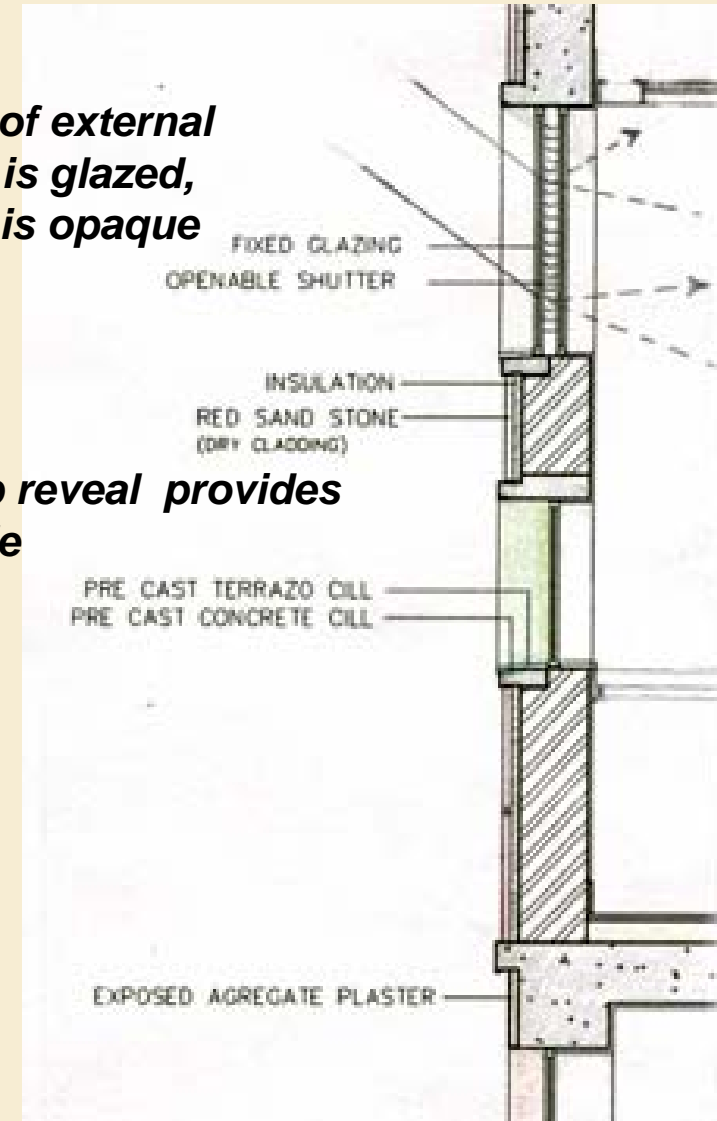 of external
is glazed,
is opaque
FIXED GLAZING
OPENABLE SHUTTER
INSULATION
RED SAND STONE
(DRY CLADDING)
reveal provides
PRE CAST TERRAZO CILL
PRE CAST CONCRETE CILL
EXPOSED AGREGATE PLASTER